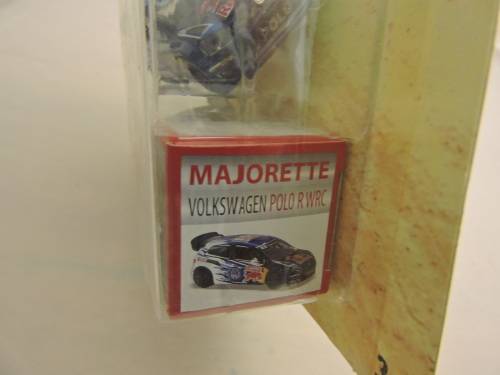 MAJORETTE
VOLKSWAGEN POLO R WRC